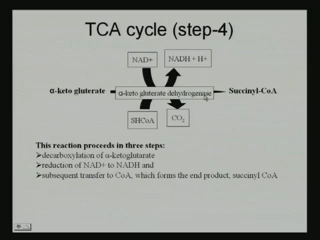 TCA cycle (step-4)
NAD+ NADH + H+
α-keto gluterate α-keto gluterate dehydrogenase Succinyl-CoA
SHCoA CO2
This reaction proceeds in three steps:
➢decarboxylation of α-ketoglutarate
➢reduction of NAD+ to NADH and
➢subsequent transfer to CoA, which forms the end product, succinyl CoA